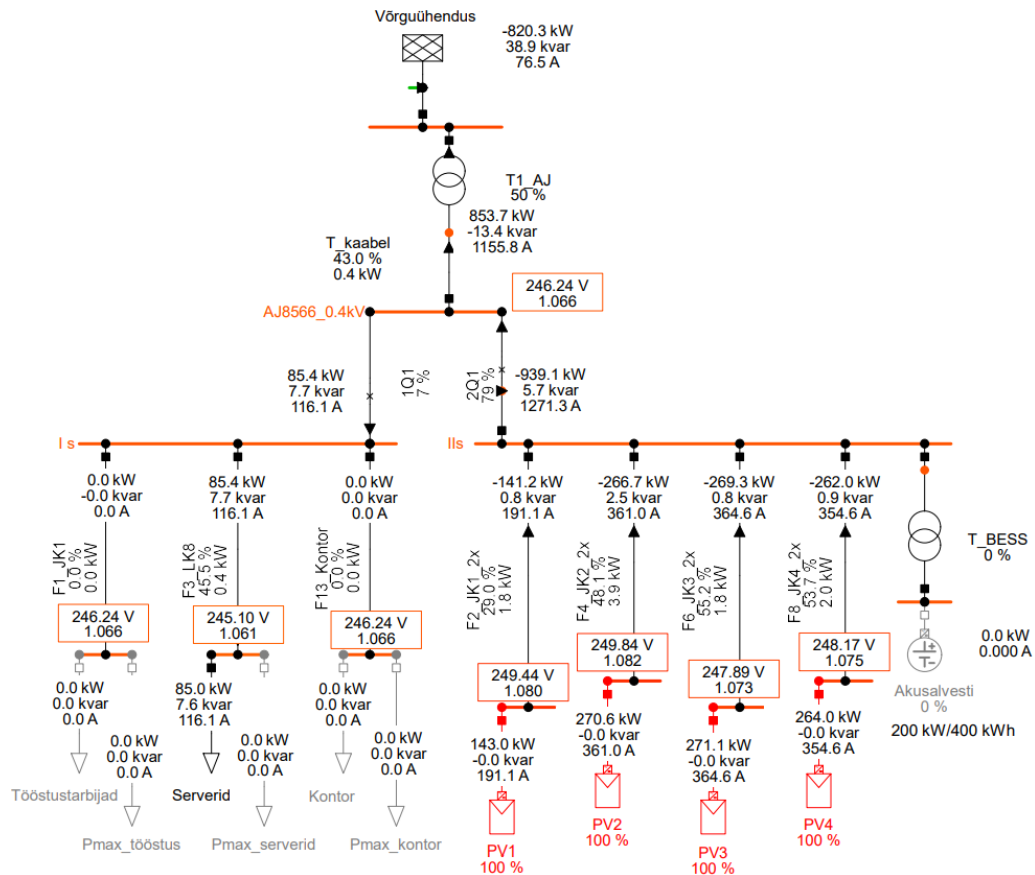 Võrguühendus
-820.3 kW
38.9 kvar
76.5 A
T1_AJ
50 %
853.7 kW
-13.4 kvar
1155.8 A
T_kaabel
43.0 %
0.4 kW
246.24 V
1.066
AJ8566_0.4kV
85.4 kW
7.7 kvar
116.1 A
1Q1
7 %
2Q1
79 %
-939.1 kW
5.7 kvar
1271.3 A
I s
IIs
0.0 kW
-0.0 kvar
0.0 A
85.4 kW
7.7 kvar
116.1 A
0.0 kW
0.0 kvar
0.0 A
-141.2 kW
0.8 kvar
191.1 A
-266.7 kW
2.5 kvar
361.0 A
-269.3 kW
0.8 kvar
364.6 A
-262.0 kW
0.9 kvar
354.6 A
F1_JK1
0.0 %
0.0 kW
F3_LK8
45.5 %
0.4 kW
F13_Kontor
0.0 %
0.0 kW
F2_JK1_2x
29.0 %
1.8 kW
F4_JK2_2x
48.1 %
3.9 kW
F6_JK3_2x
55.2 %
1.8 kW
F8_JK4_2x
53.7 %
2.0 kW
T_BESS
0 %
246.24 V
1.066
245.10 V
1.061
246.24 V
1.066
249.44 V
1.080
249.84 V
1.082
247.89 V
1.073
248.17 V
1.075
0.0 kW
0.000 A
Akusalvesti
0 %
200 kW/400 kWh
0.0 kW
0.0 kvar
0.0 A
85.0 kW
7.6 kvar
116.1 A
0.0 kW
0.0 kvar
0.0 A
143.0 kW
-0.0 kvar
191.1 A
270.6 kW
-0.0 kvar
361.0 A
271.1 kW
-0.0 kvar
364.6 A
264.0 kW
-0.0 kvar
354.6 A
0.0 kW
0.0 kvar
0.0 A
0.0 kW
0.0 kvar
0.0 A
0.0 kW
0.0 kvar
0.0 A
Tööstustarbijad
Serverid
Kontor
Pmax_tööstus
Pmax_serverid
Pmax_kontor
PV1
100 %
PV2
100 %
PV3
100 %
PV4
100 %